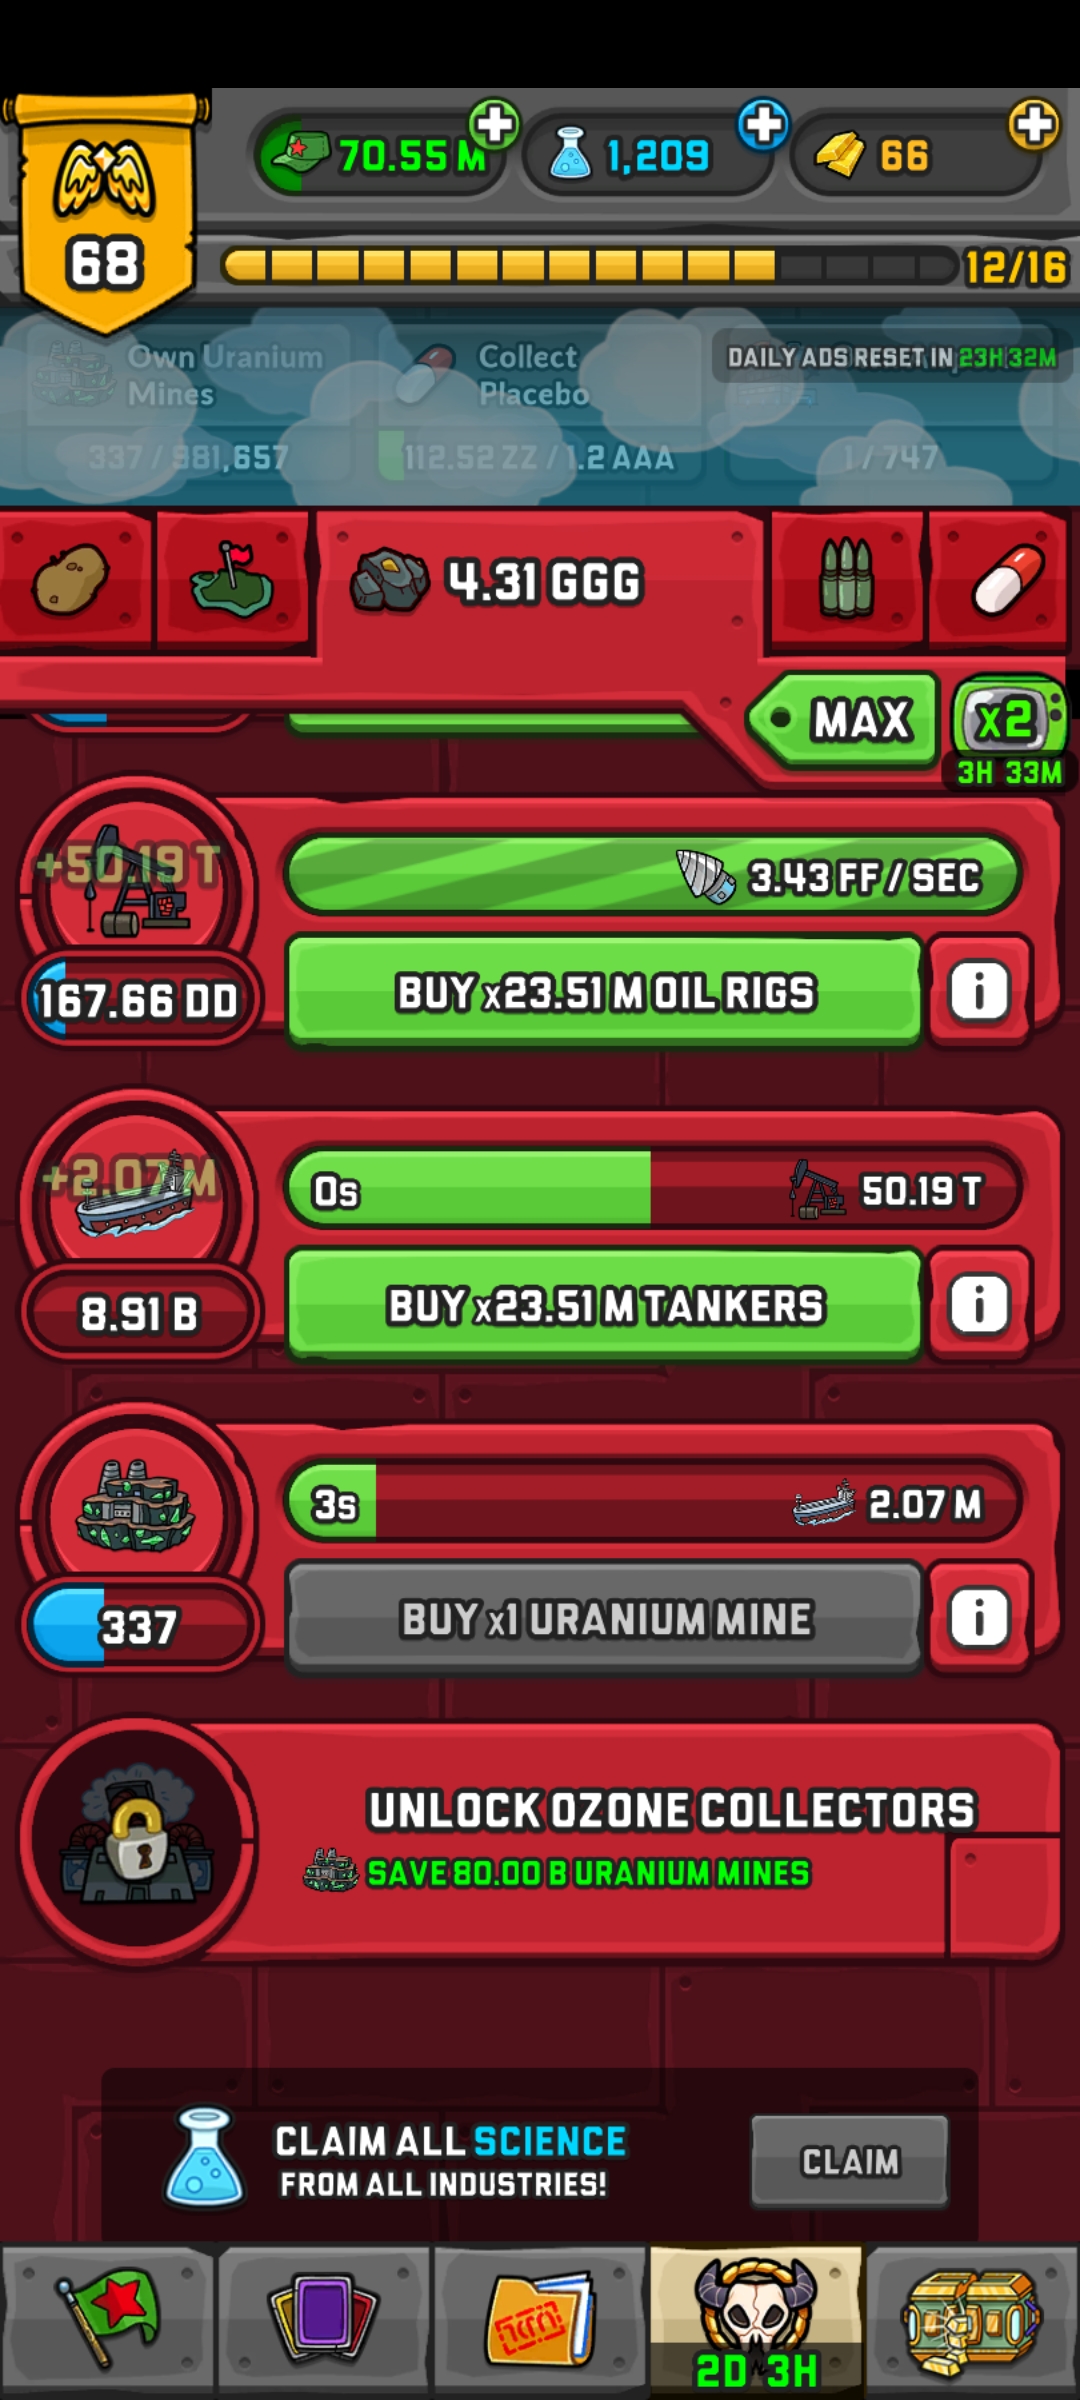 70.55 M
1,209
66
68
12/16
Own Uranium
Mines
Collect
Placebo
DAILY ADS RESET IN 23H 32M
337 / 981,657
112.52 ZZ / 1.2 AAA
1 / 747
4.31 GGG
MAX
x2
3H 33M
+50.19 T
3.43 FF / SEC
167.66 DD
BUY x23.51 M OIL RIGS
i
+2.07 M
0s
50.19 T
8.91 B
BUY x23.51 M TANKERS
i
3s
2.07 M
337
BUY x1 URANIUM MINE
i
UNLOCK OZONE COLLECTORS
SAVE 80.00 B URANIUM MINES
CLAIM ALL SCIENCE
FROM ALL INDUSTRIES!
CLAIM
2D 3H